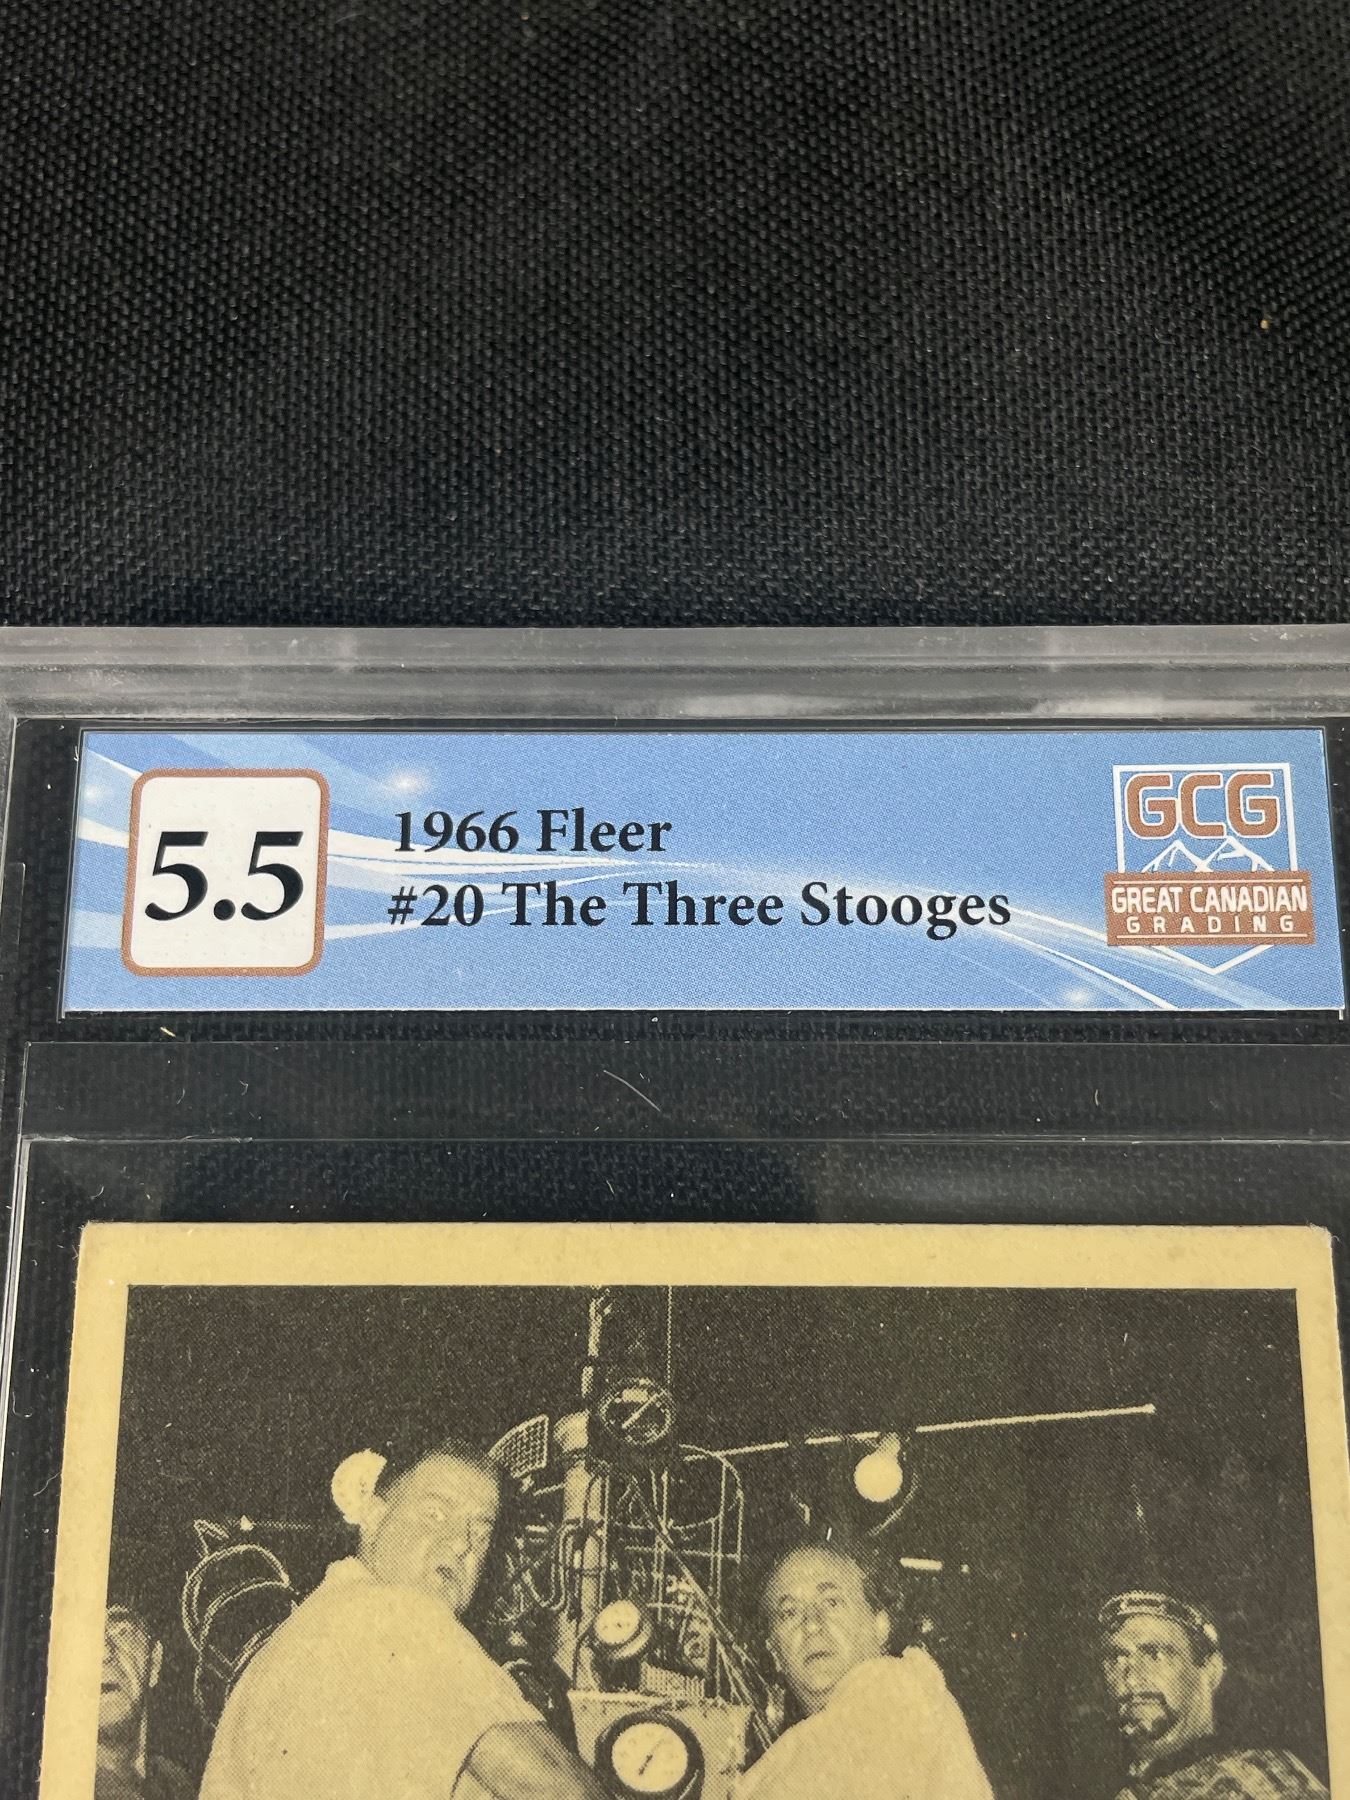 5.5
1966 Fleer
#20 The Three Stooges
GCG
GREAT CANADIAN
GRADING